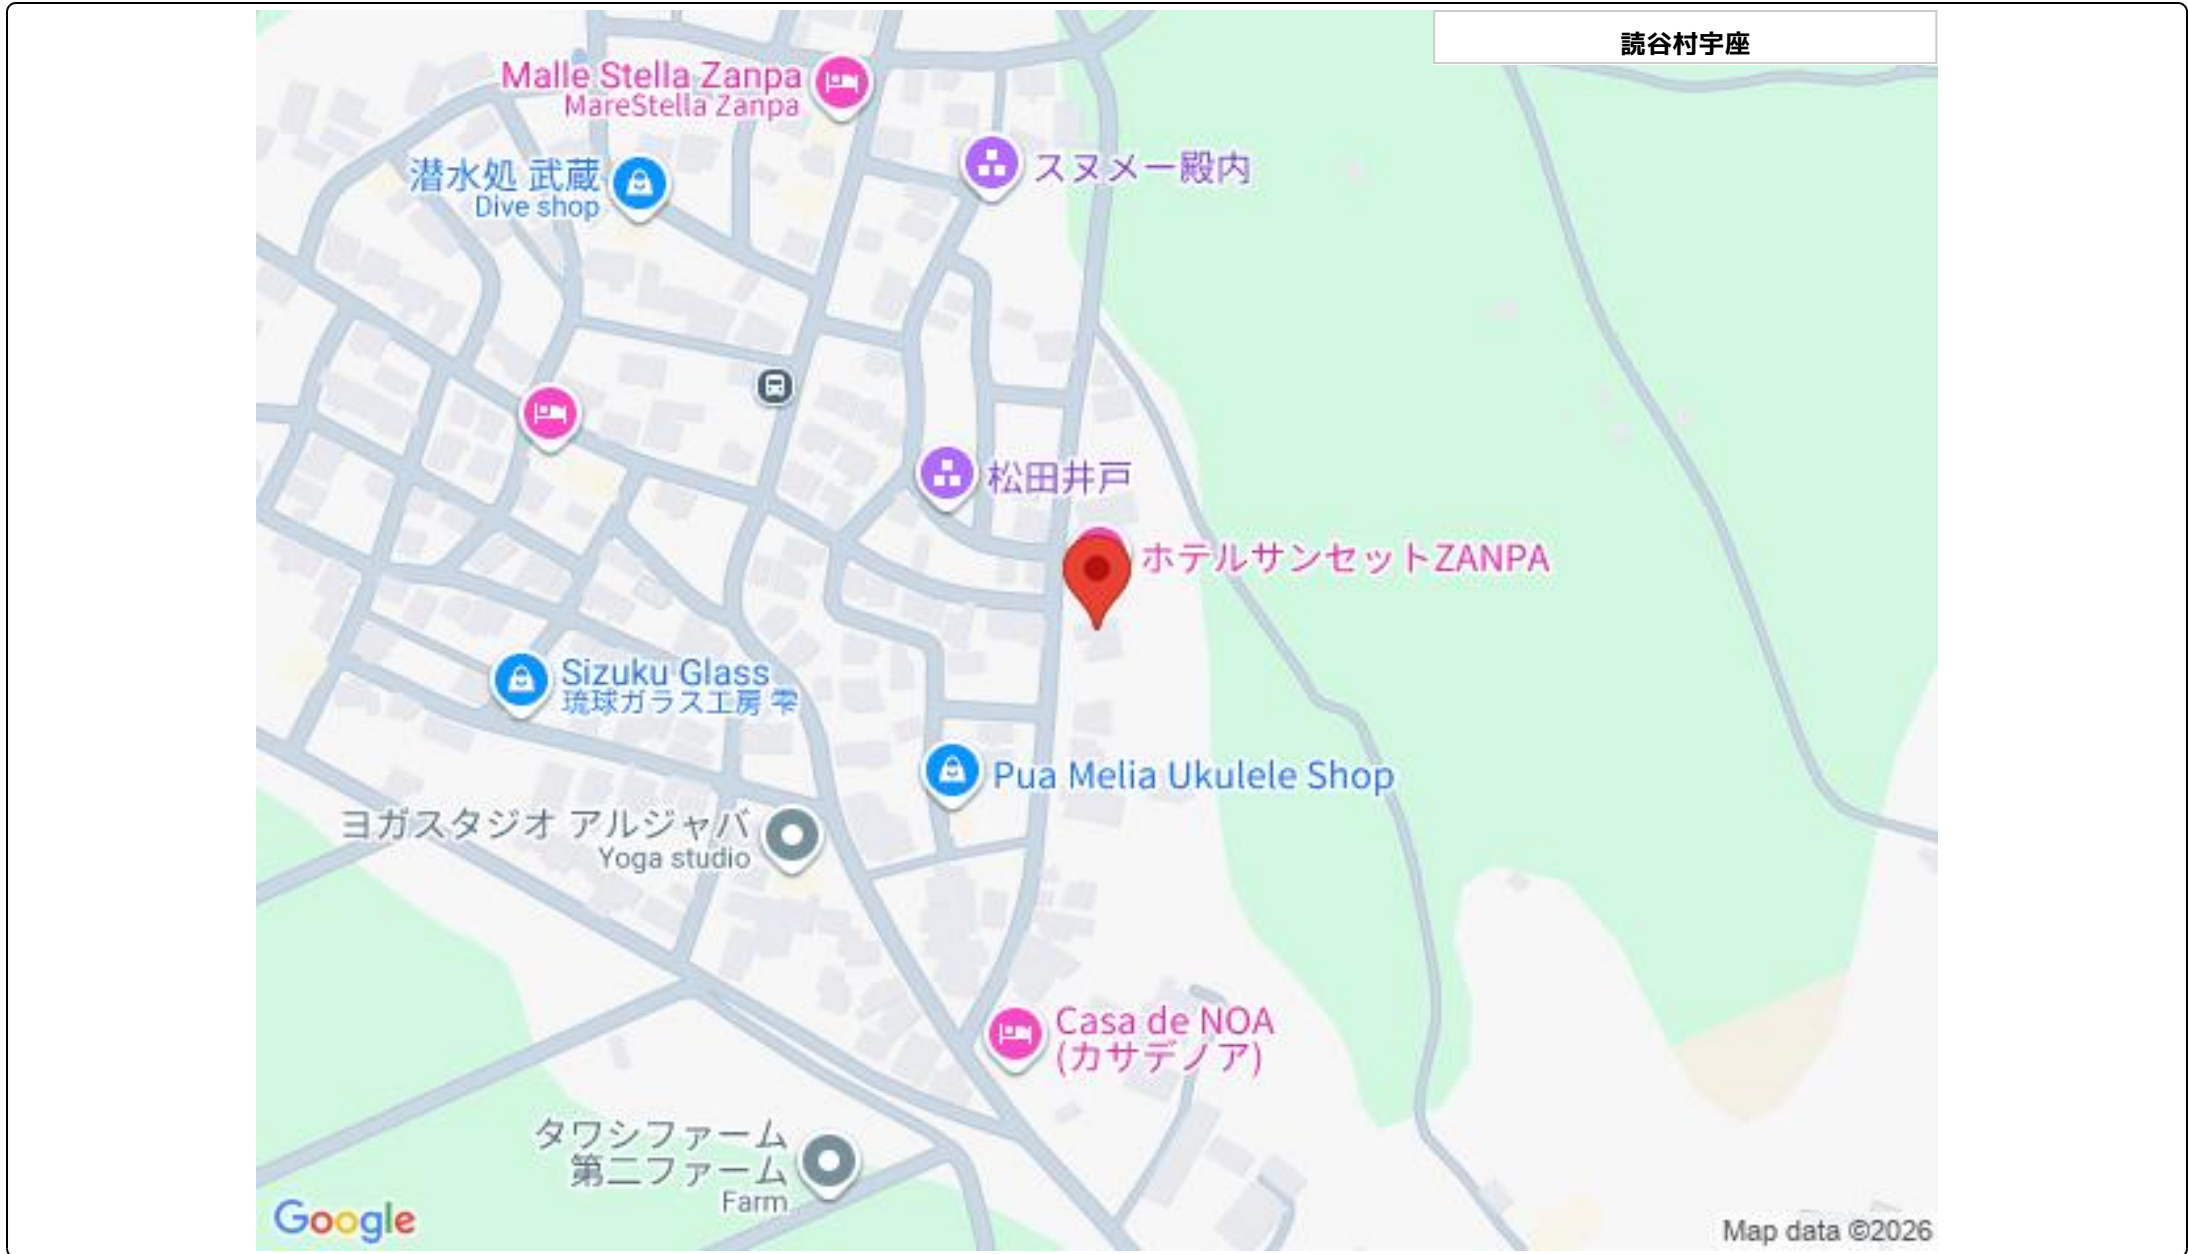 読谷村宇座
Malle Stella Zanpa
MareStella Zanpa
潜水処 武蔵
Dive shop
スヌメー殿内
松田井戸
ホテルサンセットZANPA
Sizuku Glass
琉球ガラス工房 雫
Pua Melia Ukulele Shop
ヨガスタジオ アルジャバ
Yoga studio
Casa de NOA
(カサデノア)
タワシファーム
第二ファーム
Farm
Google
Map data ©2026